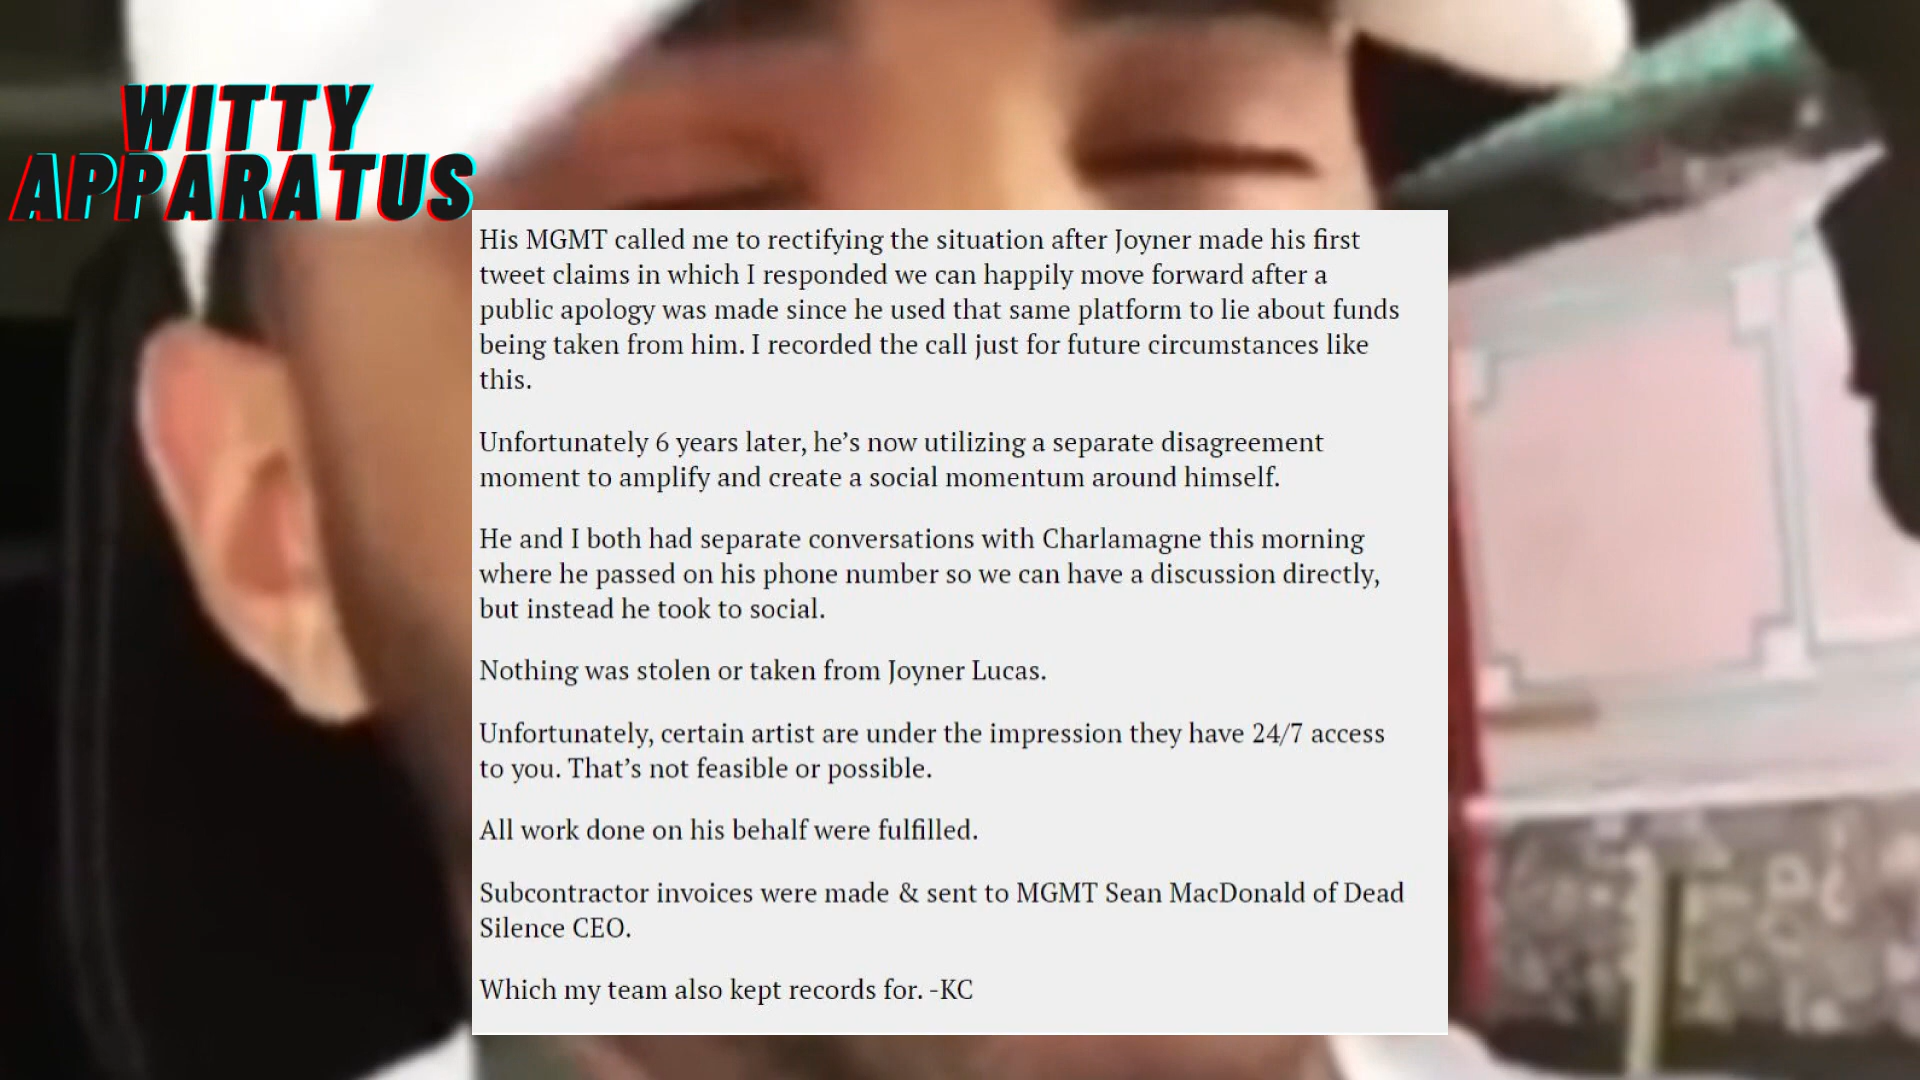 WITTY
APPARATUS
His MGMT called me to rectifying the situation after Joyner made his first
tweet claims in which I responded we can happily move forward after a
public apology was made since he used that same platform to lie about funds
being taken from him. I recorded the call just for future circumstances like
this.
Unfortunately 6 years later, he’s now utilizing a separate disagreement
moment to amplify and create a social momentum around himself.
He and I both had separate conversations with Charlamagne this morning
where he passed on his phone number so we can have a discussion directly,
but instead he took to social.
Nothing was stolen or taken from Joyner Lucas.
Unfortunately, certain artist are under the impression they have 24/7 access
to you. That’s not feasible or possible.
All work done on his behalf were fulfilled.
Subcontractor invoices were made & sent to MGMT Sean MacDonald of Dead
Silence CEO.
Which my team also kept records for. -KC